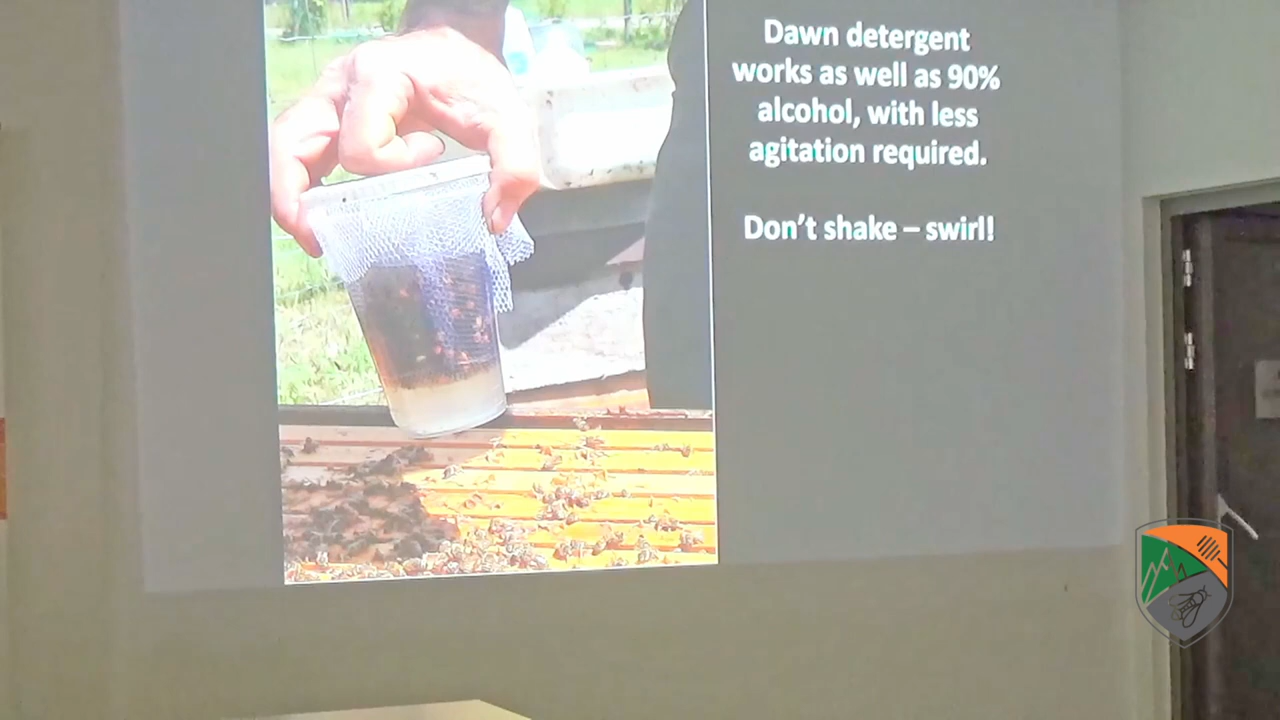 Dawn detergent
works as well as 90%
alcohol, with less
agitation required.
Don't shake – swirl!